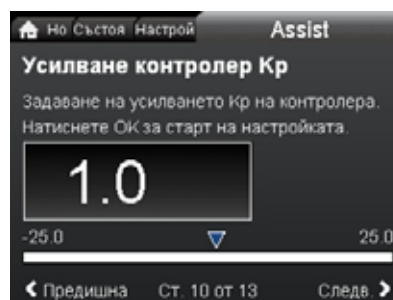 Но Състоя Настрой Assist
Усилване контролер Kp
Задаване на усилването Kp на контролера.
Натиснете OK за старт на настройката.
1.0
-25.0 25.0
Предишна Ст. 10 от 13 Следв.